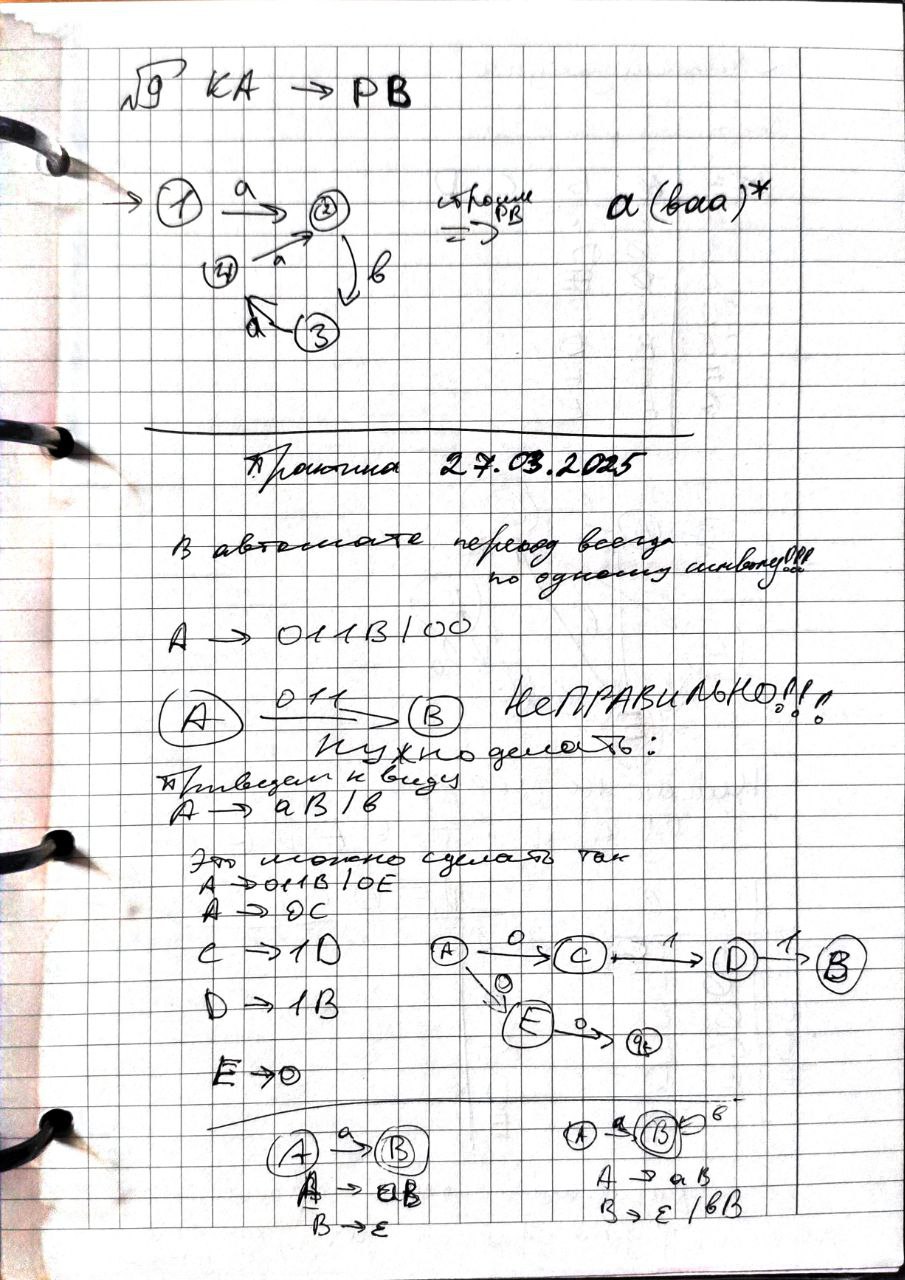 √9 КА → РВ
1 a 2 строим РВ ⇒ a(baa)*
4 a b
a 3
Практика 27.03.2025
В автомате переход всегда
по одному символу!!!
A → 011B / 00
A 011 B НЕПРАВИЛЬНО!!!
Нужно делать:
Приведем к виду
A → aB / b
Это можно сделать так
A → 011B / 0E
A → 0C
C → 1D A 0 C 1 D 1 B
D → 1B 0 E 0 qf
E → 0
A a B A a B b
A → aB A → aB
B → ε B → ε / bB